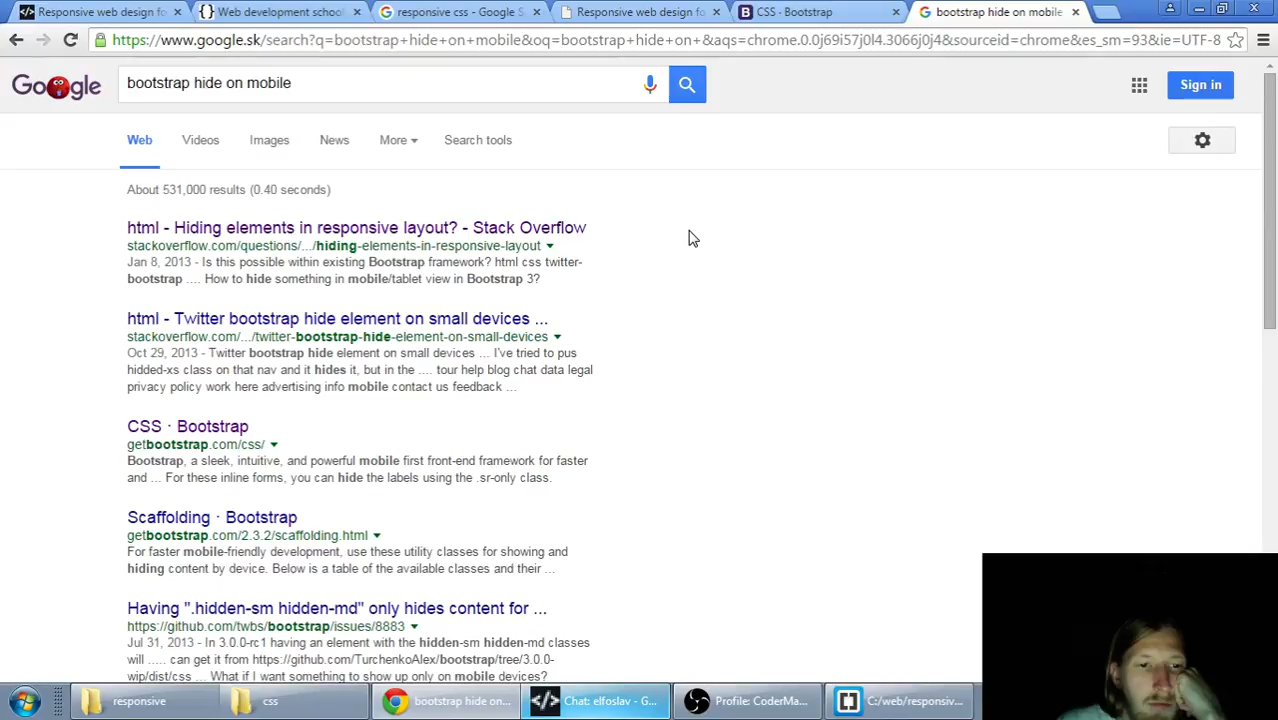 Responsive web design fo
Web development school
responsive css - Google S
Responsive web design fo
CSS · Bootstrap
bootstrap hide on mobile
https://www.google.sk/search?q=bootstrap+hide+on+mobile&oq=bootstrap+hide+on+&aqs=chrome.0.0j69i57j0l4.3066j0j4&sourceid=chrome&es_sm=93&ie=UTF-8
Google
bootstrap hide on mobile
Sign in
Web
Videos
Images
News
More
Search tools
About 531,000 results (0.40 seconds)
html - Hiding elements in responsive layout? - Stack Overflow
stackoverflow.com/questions/.../hiding-elements-in-responsive-layout
Jan 8, 2013 - Is this possible within existing Bootstrap framework? html css twitter-
bootstrap .... How to hide something in mobile/tablet view in Bootstrap 3?
html - Twitter bootstrap hide element on small devices ...
stackoverflow.com/.../twitter-bootstrap-hide-element-on-small-devices
Oct 29, 2013 - Twitter bootstrap hide element on small devices ... I've tried to pus
hidded-xs class on that nav and it hides it, but in the .... tour help blog chat data legal
privacy policy work here advertising info mobile contact us feedback ...
CSS · Bootstrap
getbootstrap.com/css/
Bootstrap, a sleek, intuitive, and powerful mobile first front-end framework for faster
and ... For these inline forms, you can hide the labels using the .sr-only class.
Scaffolding · Bootstrap
getbootstrap.com/2.3.2/scaffolding.html
For faster mobile-friendly development, use these utility classes for showing and
hiding content by device. Below is a table of the available classes and their ...
Having ".hidden-sm hidden-md" only hides content for ...
https://github.com/twbs/bootstrap/issues/8883
Jul 31, 2013 - In 3.0.0-rc1 having an element with the hidden-sm hidden-md classes
will ..... can get it from https://github.com/TurchenkoAlex/bootstrap/tree/3.0.0-
wip/dist/css ... What if I want something to show up only on mobile devices?
responsive
css
bootstrap hide on...
Chat: elfoslav - G...
Profile: CoderMa...
C:/web/responsiv...